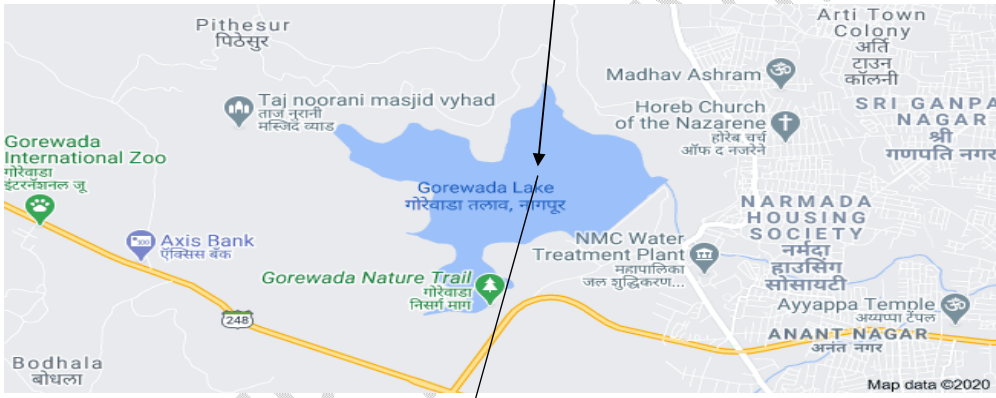 Pithesur
पिठेसुर
Arti Town
Colony
अर्ति
टाउन
कॉलनी
Madhav Ashram
Taj noorani masjid vyhad
ताज नुरानी
मस्जिद व्याड
Horeb Church
of the Nazarene
होरेब चर्च
ऑफ द नजरेने
SRI GANPA
NAGAR
श्री
गणपति नगर
Gorewada
International Zoo
गोरेवाडा
इंटरनॅशनल जू
Gorewada Lake
गोरेवाडा तलाव, नागपूर
NARMADA
HOUSING
SOCIETY
नर्मदा
हाउसिंग
सोसायटी
Axis Bank
ऍक्सिस बँक
NMC Water
Treatment Plant
महापालिका
जल शुद्धिकरण...
Gorewada Nature Trail
गोरेवाडा
निसर्ग माग
248
Ayyappa Temple
अय्यप्पा टेंपल
ANANT NAGAR
अनंत नगर
Bodhala
बोधला
Map data ©2020